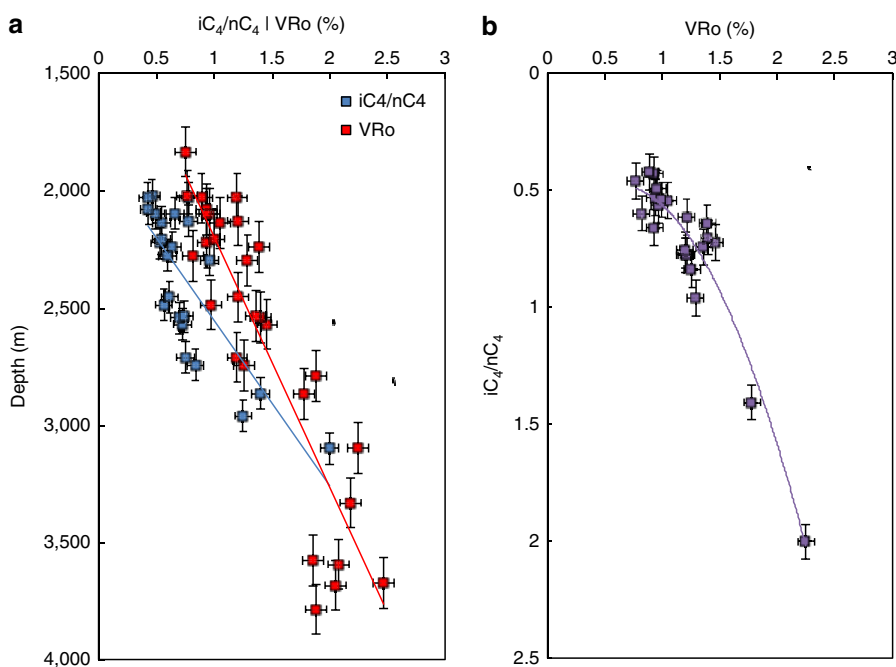 a
iC4/nC4 | VRo (%)
0 0.5 1 1.5 2 2.5 3
1,500
2,000
2,500
3,000
3,500
4,000
Depth (m)
iC4/nC4
VRo
b
VRo (%)
0 0.5 1 1.5 2 2.5 3
0
0.5
1
1.5
2
2.5
iC4/nC4